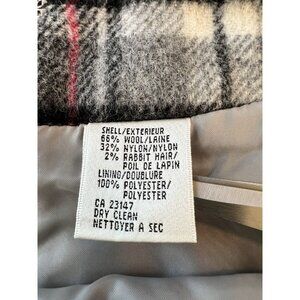 SHELL/EXTERIEUR
66% WOOL/LAINE
32% NYLON/NYLON
2% RABBIT HAIR/
POIL DE LAPIN
LINING/DOUBLURE
100% POLYESTER/
POLYESTER
CA 23147
DRY CLEAN
NETTOYER A SEC